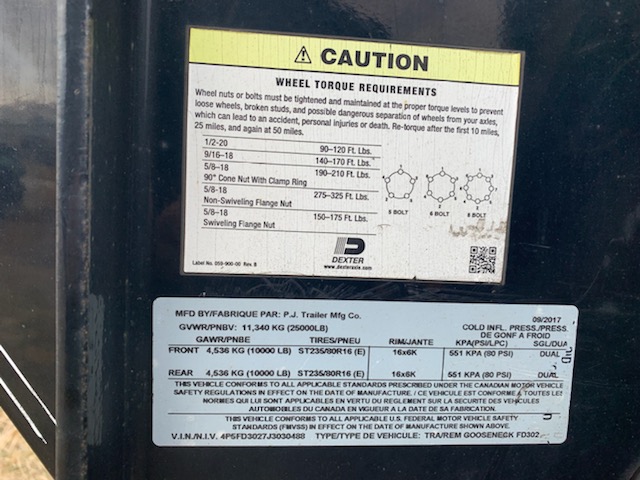 ⚠ CAUTION
WHEEL TORQUE REQUIREMENTS
Wheel nuts or bolts must be tightened and maintained at the proper torque levels to prevent
loose wheels, broken studs, and possible dangerous separation of wheels from your axles,
which can lead to an accident, personal injuries or death. Re-torque after the first 10 miles,
25 miles, and again at 50 miles.
1/2-20 90–120 Ft. Lbs.
9/16–18 140–170 Ft. Lbs.
5/8–18 190–210 Ft. Lbs.
90° Cone Nut With Clamp Ring
5/8-18 275–325 Ft. Lbs.
Non-Swiveling Flange Nut
5/8–18 150–175 Ft. Lbs.
Swiveling Flange Nut
5 BOLT 6 BOLT 8 BOLT
DEXTER
www.dexteraxle.com
Label No. 050-900-00 Rev. B
MFD BY/FABRIQUE PAR: P.J. Trailer Mfg Co. 09/2017
GVWR/PNBV: 11,340 KG (25000LB) COLD INFL. PRESS./PRESS.
DE GONF A FROID
GAWR/PNBE TIRES/PNEU RIM/JANTE KPA(PSI/LPC) SGL/DUAL
FRONT 4,536 KG (10000 LB) ST235/80R16 (E) 16x6K 551 KPA (80 PSI) DUAL
REAR 4,536 KG (10000 LB) ST235/80R16 (E) 16x6K 551 KPA (80 PSI) DUAL
THIS VEHICLE CONFORMS TO ALL APPLICABLE STANDARDS PRESCRIBED UNDER THE CANADIAN MOTOR VEHICLE
SAFETY REGULATIONS IN EFFECT ON THE DATE OF MANUFACTURE / CE VEHICULE EST CONFORME A TOUTES LES
NORMES QUI LUI SONT APPLICABLES EN VERTU DU REGLEMENT SUR LA SECURITE DES VEHICULES
AUTOMOBILES DU CANADA EN VIGUEUR A LA DATE DE SA FABRICATION.
THIS VEHICLE CONFORMS TO ALL APPLICABLE U.S. FEDERAL MOTOR VEHICLE SAFETY
STANDARDS (FMVSS) IN EFFECT ON THE DATE OF MANUFACTURE SHOWN ABOVE.
V.I.N./N.I.V. 4P5FD3027J3030488 TYPE/TYPE DE VEHICULE: TRA/REM GOOSENECK FD302